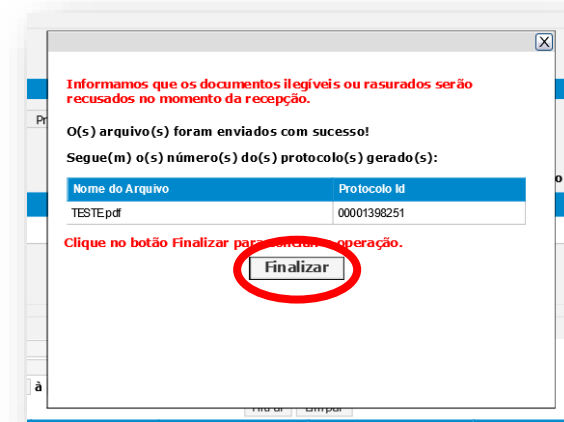 X
Informamos que os documentos ilegíveis ou rasurados serão
recusados no momento da recepção.
Pr
O(s) arquivo(s) foram enviados com sucesso!
Segue(m) o(s) número(s) do(s) protocolo(s) gerado(s):
o
Nome do Arquivo Protocolo Id
TESTE.pdf 00001398251
Clique no botão Finalizar para concluir a operação.
Finalizar
à